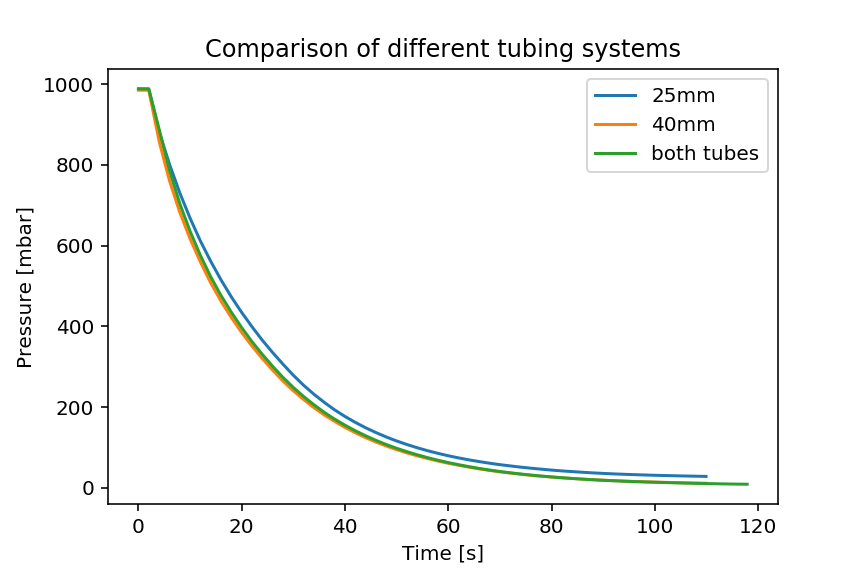 Comparison of different tubing systems
25mm
40mm
both tubes
Pressure [mbar]
1000
800
600
400
200
0
0 20 40 60 80 100 120
Time [s]